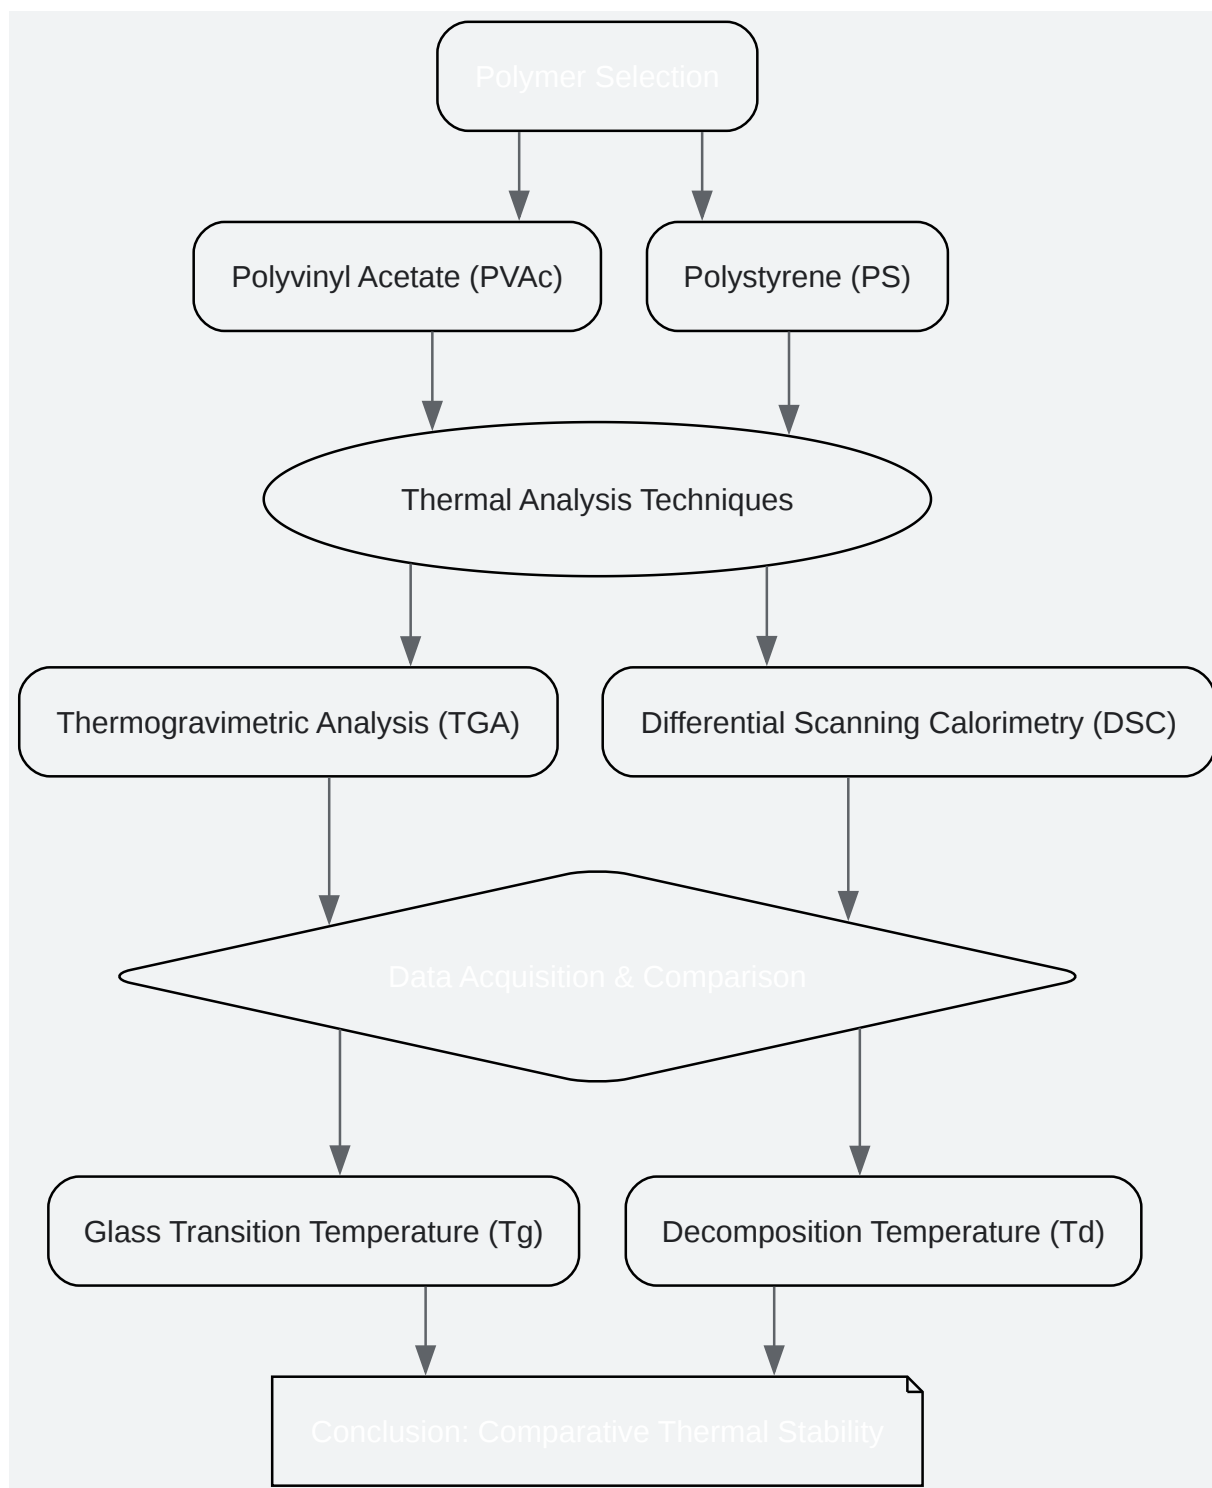 Polymer Selection
Polyvinyl Acetate (PVAc)
Polystyrene (PS)
Thermal Analysis Techniques
Thermogravimetric Analysis (TGA)
Differential Scanning Calorimetry (DSC)
Data Acquisition & Comparison
Glass Transition Temperature (Tg)
Decomposition Temperature (Td)
Conclusion: Comparative Thermal Stability